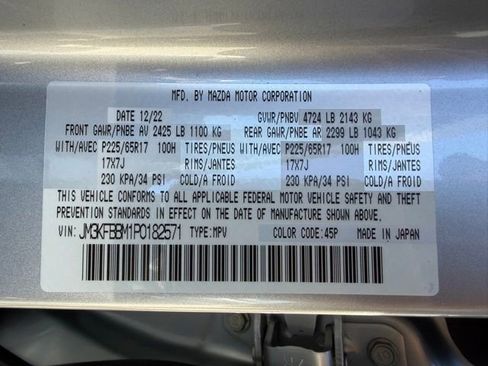 MFD. BY MAZDA MOTOR CORPORATION
DATE 12/22 GVWR/PNBV 4724 LB 2143 KG
FRONT GAWR/PNBE AV 2425 LB 1100 KG REAR GAWR/PNBE AR 2299 LB 1043 KG
WITH/AVEC P225/65R17 100H TIRES/PNEUS WITH/AVEC P225/65R17 100H TIRES/PNEUS
17X7J RIMS/JANTES 17X7J RIMS/JANTES
230 KPA/34 PSI COLD/A FROID 230 KPA/34 PSI COLD/A FROID
THIS VEHICLE CONFORMS TO ALL APPLICABLE FEDERAL MOTOR VEHICLE SAFETY AND THEFT
PREVENTION STANDARDS IN EFFECT ON THE DATE OF MANUFACTURE SHOWN ABOVE.
VIN: JM3KFBBM1P0182571 TYPE: MPV COLOR CODE: 45P MADE IN JAPAN